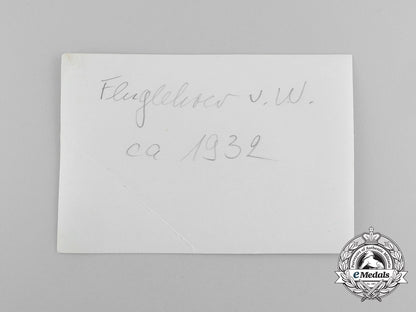 Fluglehrer v. W.
ca 1932
eMedals